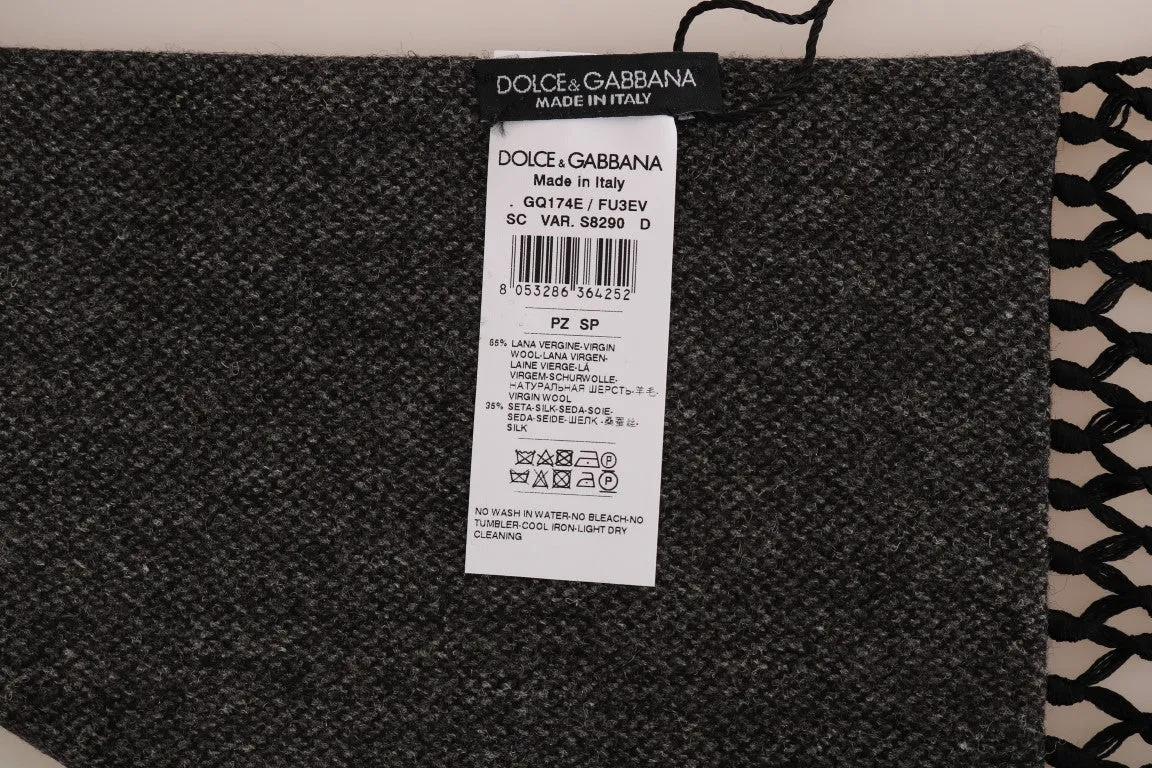 DOLCE & GABBANA
MADE IN ITALY
DOLCE & GABBANA
Made in Italy
. GQ174E / FU3EV
SC VAR. S8290 D
8 053286 364252
PZ SP
65% LANA VERGINE-VIRGIN
WOOL-LANA VIRGEN-
LAINE VIERGE-LÃ
VIRGEM-SCHURWOLLE-
НАТУРАЛЬНАЯ ШЕРСТЬ-羊毛-
VIRGIN WOOL
35% SETA-SILK-SEDA-SOIE-
SEDA-SEIDE-ШЕЛК-桑蚕丝-
SILK
P
P
NO WASH IN WATER-NO BLEACH-NO
TUMBLER-COOL IRON-LIGHT DRY
CLEANING